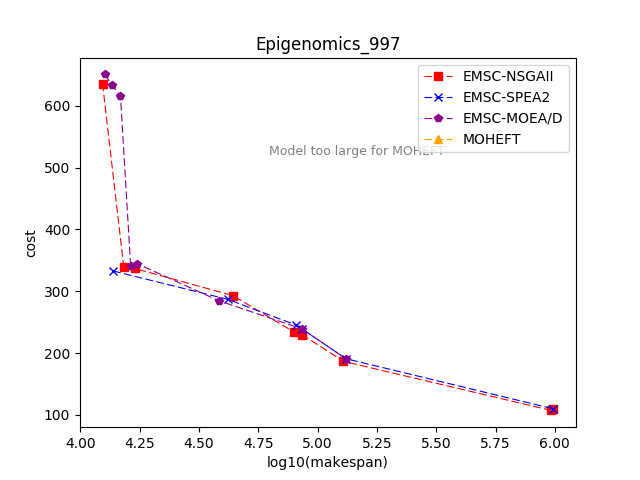 Epigenomics_997
EMSC-NSGAII
EMSC-SPEA2
EMSC-MOEA/D
MOHEFT
Model too large for MOHEFT
cost
600
500
400
300
200
100
4.00 4.25 4.50 4.75 5.00 5.25 5.50 5.75 6.00
log10(makespan)